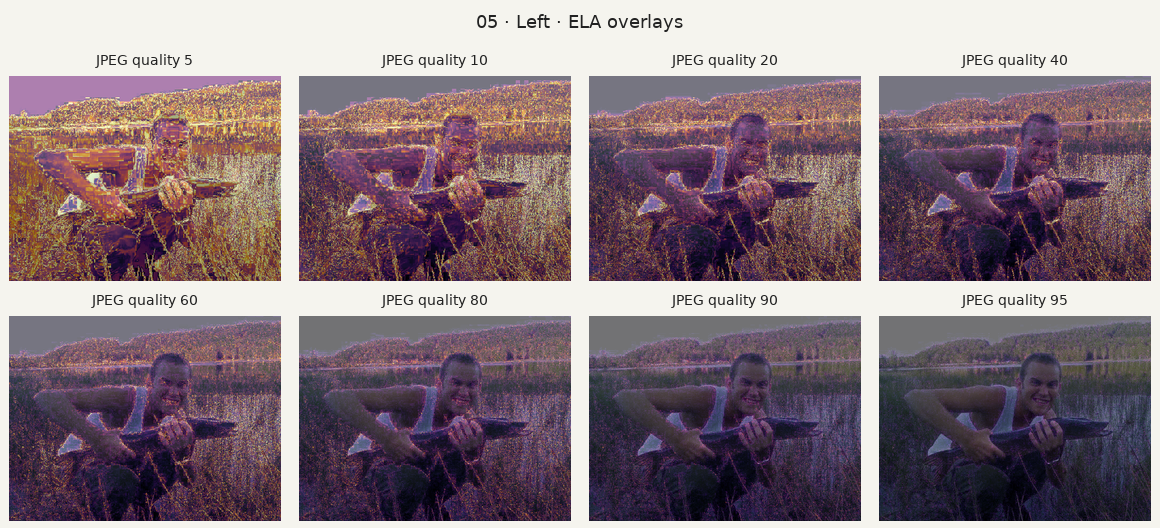 05 · Left · ELA overlays
JPEG quality 5
JPEG quality 10
JPEG quality 20
JPEG quality 40
JPEG quality 60
JPEG quality 80
JPEG quality 90
JPEG quality 95